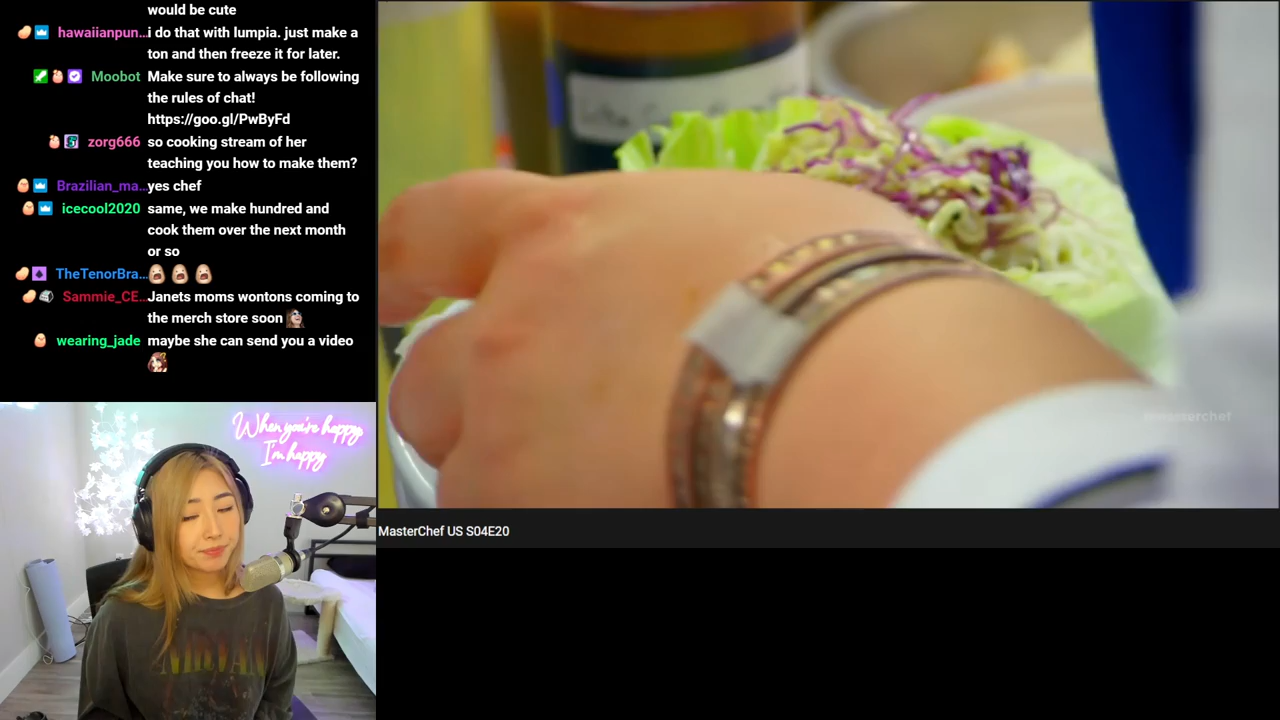 would be cute
hawaiianpun... i do that with lumpia. just make a
ton and then freeze it for later.
Moobot Make sure to always be following
the rules of chat!
https://goo.gl/PwByFd
zorg666 so cooking stream of her
teaching you how to make them?
Brazilian_ma... yes chef
icecool2020 same, we make hundred and
cook them over the next month
or so
TheTenorBra...
Sammie_CE... Janets moms wontons coming to
the merch store soon
wearing_jade maybe she can send you a video
When you're happy
I'm happy
NIRVAN
masterchef
MasterChef US S04E20